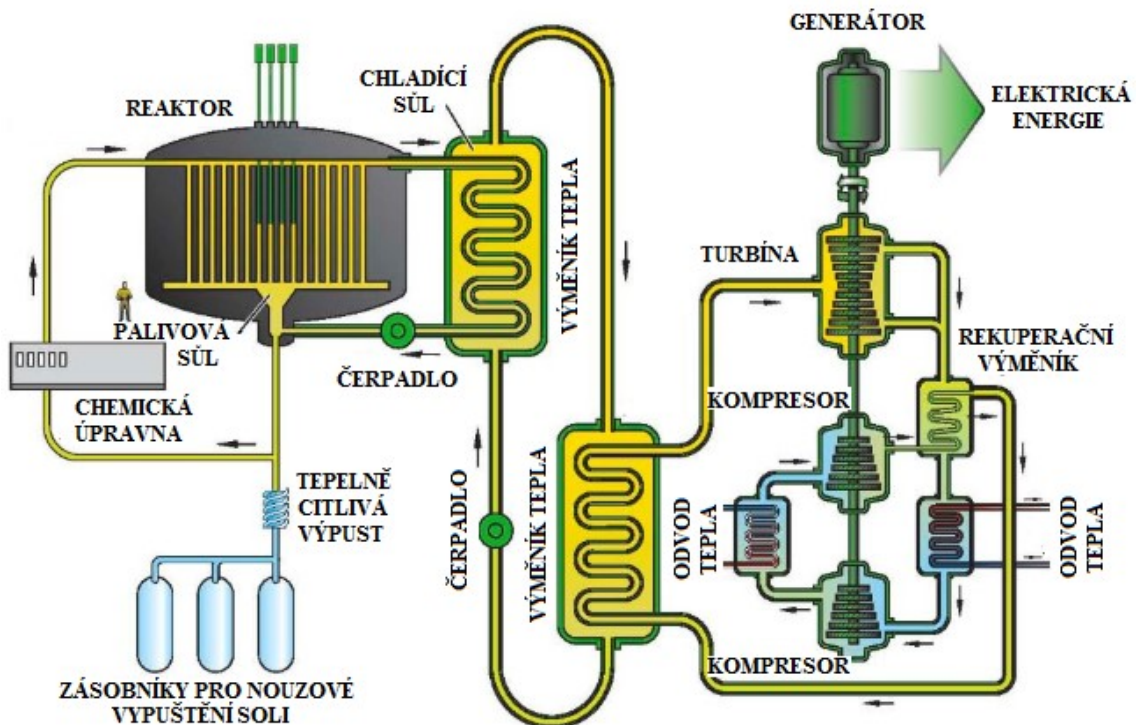 GENERÁTOR
CHLADÍCÍ
SŮL
REAKTOR
ELEKTRICKÁ
ENERGIE
VÝMĚNÍK TEPLA
TURBÍNA
PALIVOVÁ
SŮL
REKUPERAČNÍ
VÝMĚNÍK
ČERPADLO
KOMPRESOR
CHEMICKÁ
ÚPRAVNA
TEPELNĚ
CITLIVÁ
VÝPUST
ČERPADLO
VÝMĚNÍK TEPLA
ODVOD
TEPLA
ODVOD
TEPLA
KOMPRESOR
ZÁSOBNÍKY PRO NOUZOVÉ
VYPUŠTĚNÍ SOLI